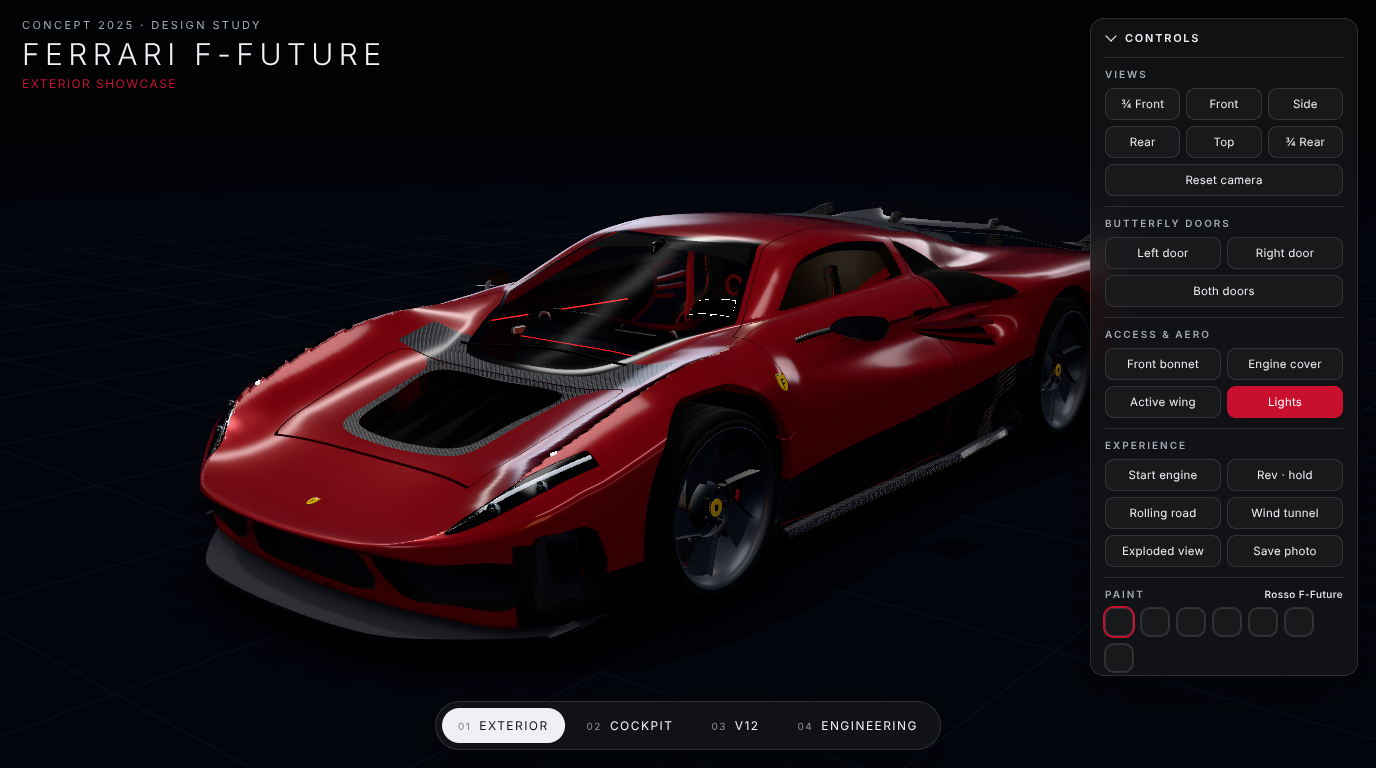 CONCEPT 2025 · DESIGN STUDY
FERRARI F-FUTURE
EXTERIOR SHOWCASE
CONTROLS
VIEWS
¾ Front
Front
Side
Rear
Top
¾ Rear
Reset camera
BUTTERFLY DOORS
Left door
Right door
Both doors
ACCESS & AERO
Front bonnet
Engine cover
Active wing
Lights
EXPERIENCE
Start engine
Rev · hold
Rolling road
Wind tunnel
Exploded view
Save photo
PAINT
Rosso F-Future
01 EXTERIOR
02 COCKPIT
03 V12
04 ENGINEERING